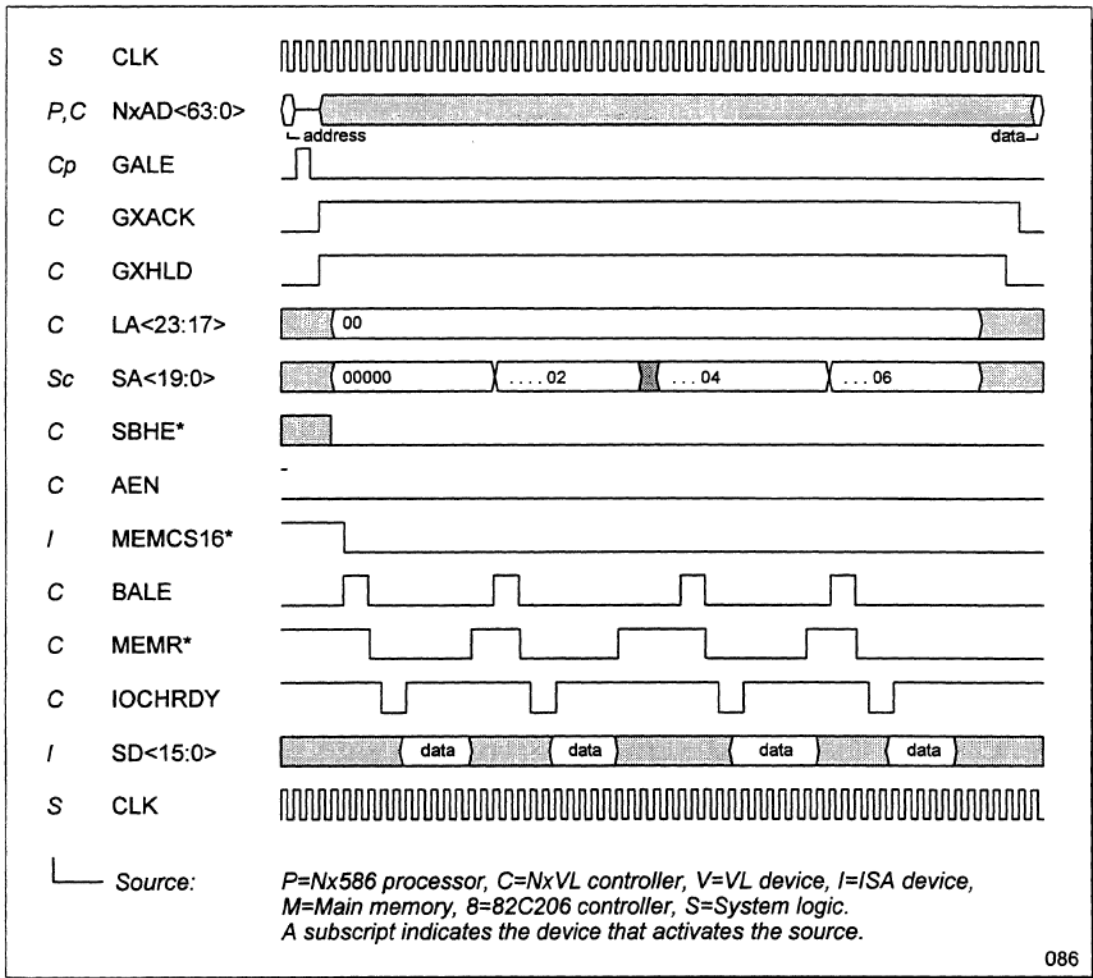 S CLK
P,C NxAD<63:0>
address data
Cp GALE
C GXACK
C GXHLD
C LA<23:17> 00
Sc SA<19:0> 00000 ....02 ...04 ...06
C SBHE*
C AEN
I MEMCS16*
C BALE
C MEMR*
C IOCHRDY
I SD<15:0> data data data data
S CLK
Source: P=Nx586 processor, C=NxVL controller, V=VL device, I=ISA device,
M=Main memory, 8=82C206 controller, S=System logic.
A subscript indicates the device that activates the source.
086